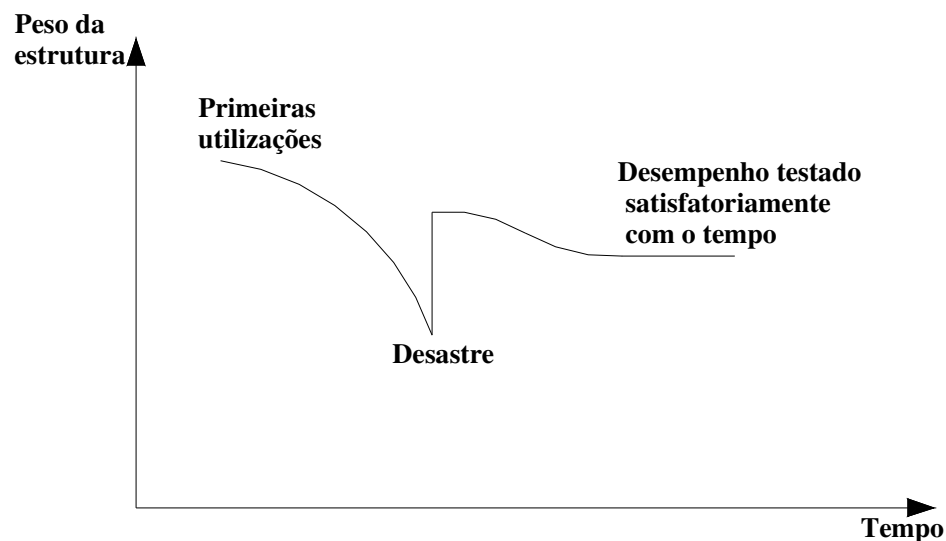 Peso da
estrutura
Primeiras
utilizações
Desempenho testado
satisfatoriamente
com o tempo
Desastre
Tempo